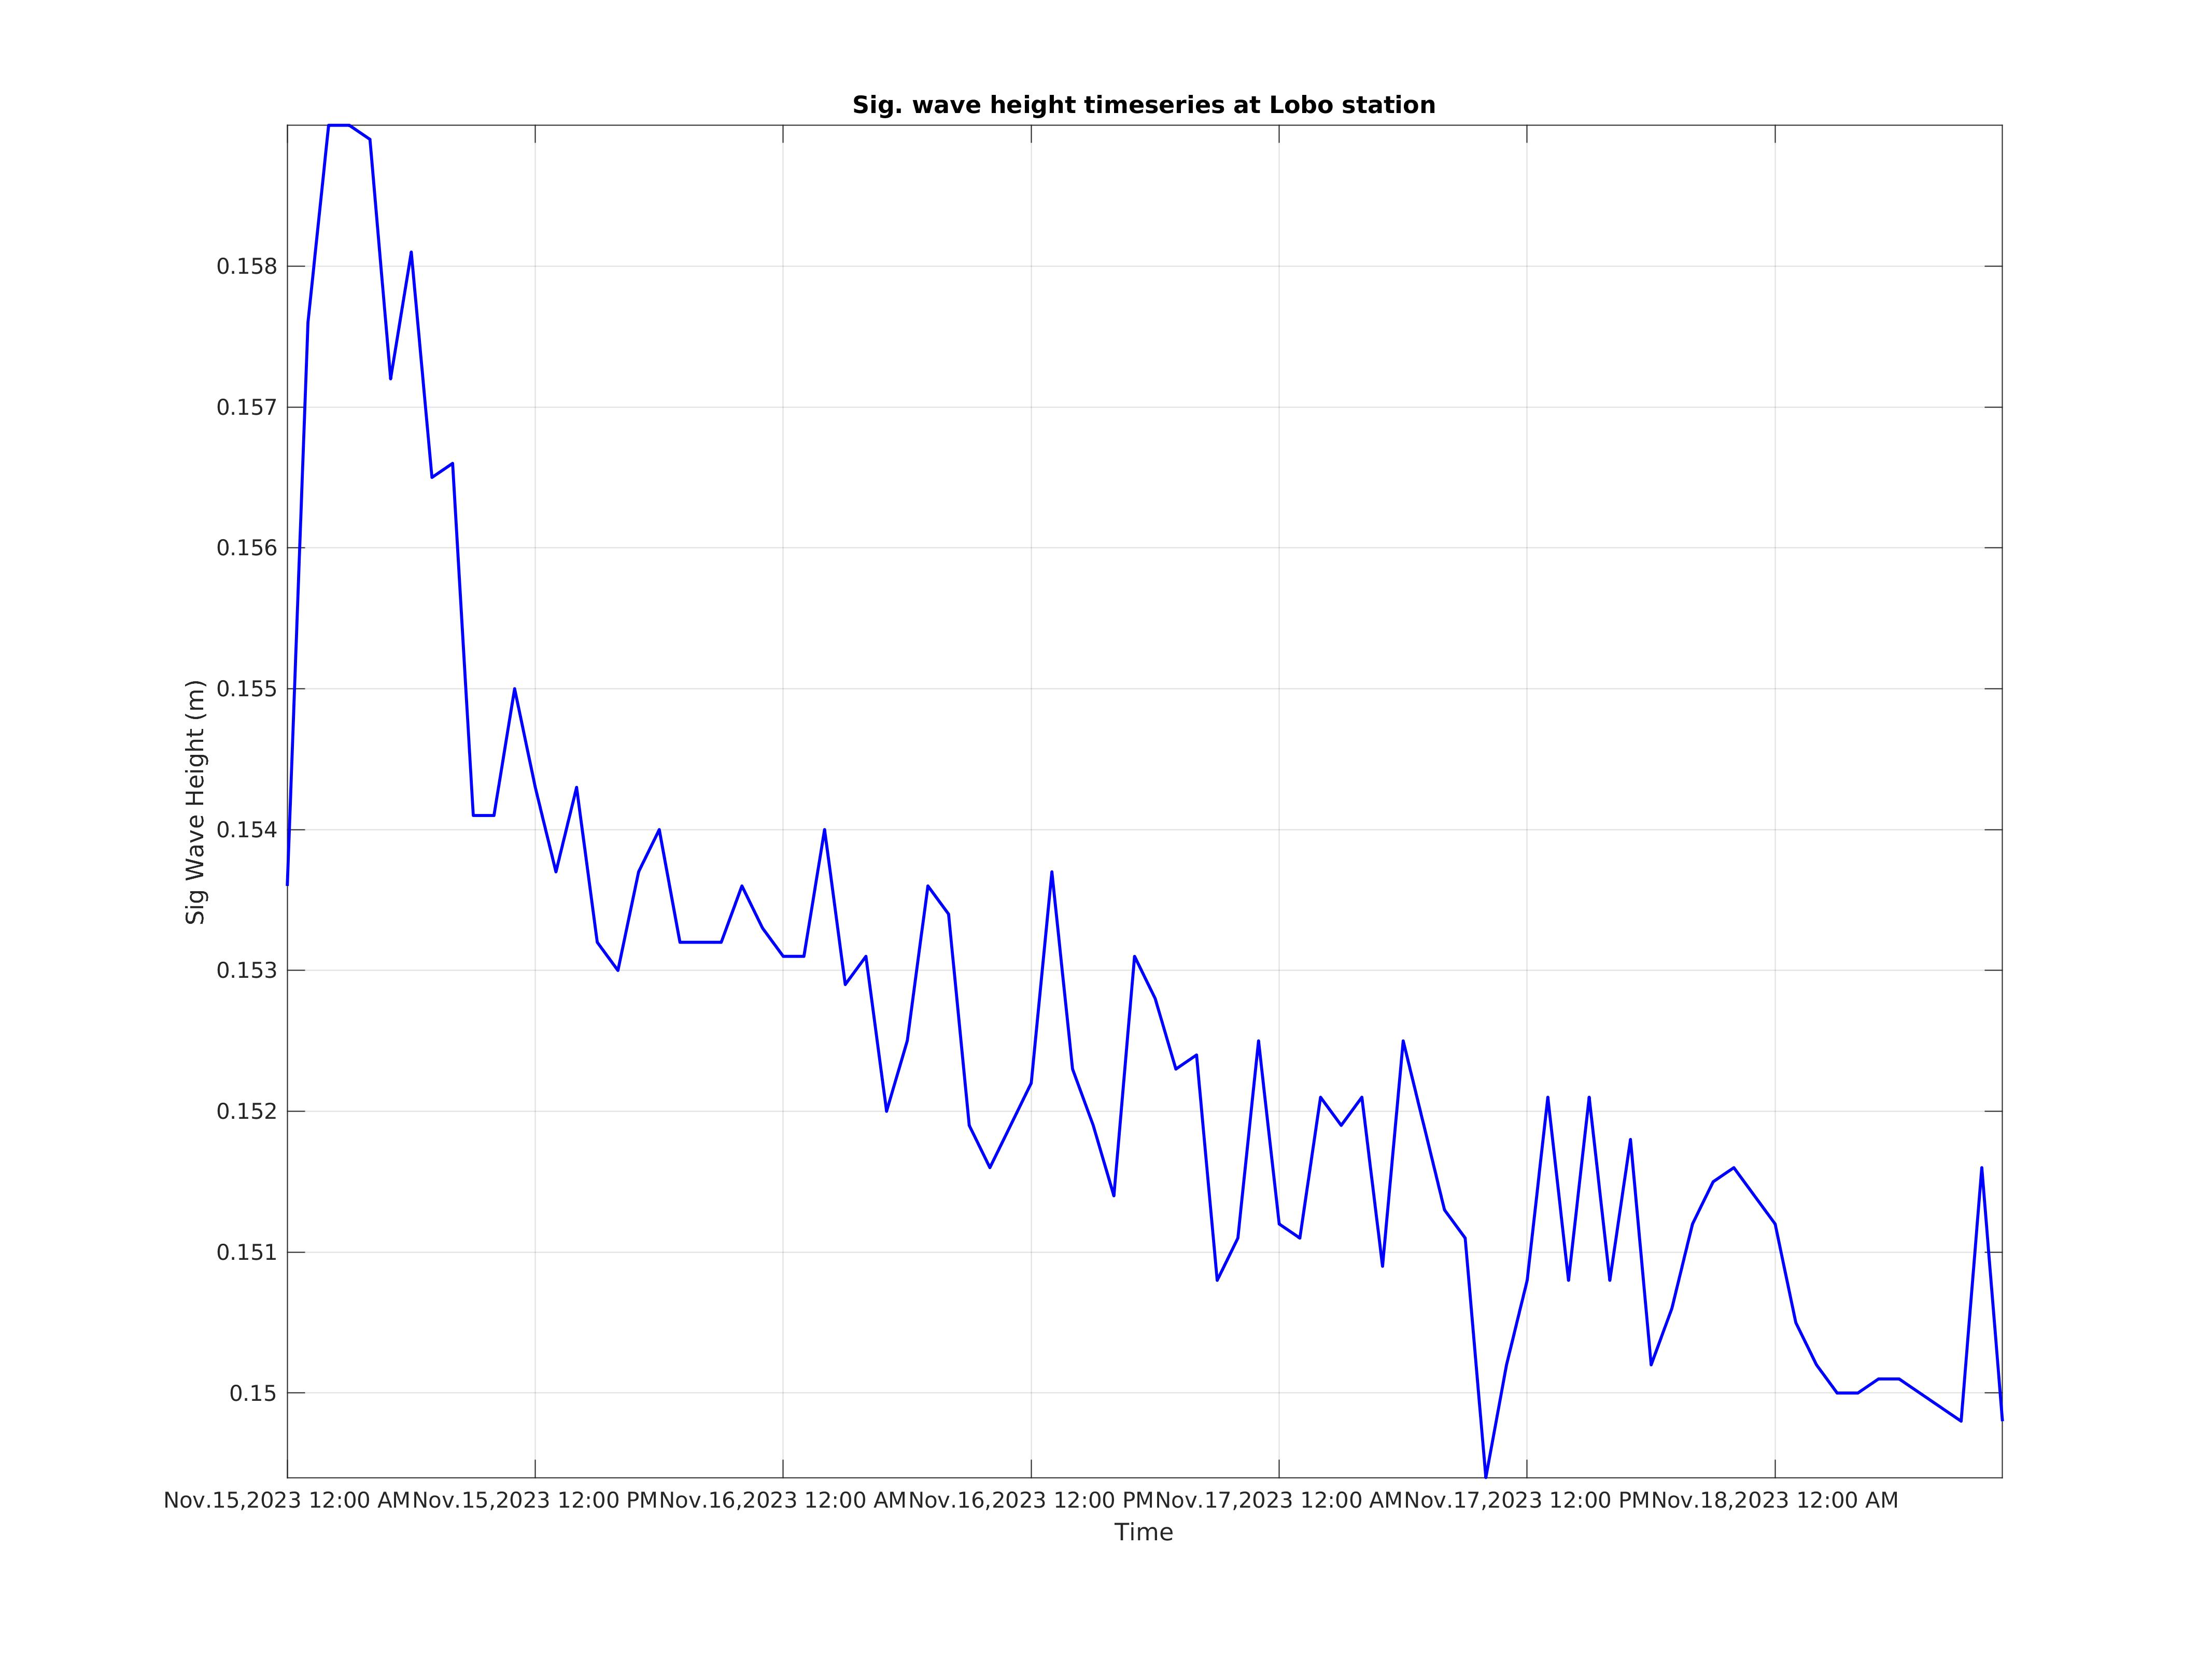 Sig. wave height timeseries at Lobo station
0.158
0.157
0.156
0.155
0.154
0.153
0.152
0.151
0.15
Sig Wave Height (m)
Nov.15,2023 12:00 AM Nov.15,2023 12:00 PM Nov.16,2023 12:00 AM Nov.16,2023 12:00 PM Nov.17,2023 12:00 AM Nov.17,2023 12:00 PM Nov.18,2023 12:00 AM
Time